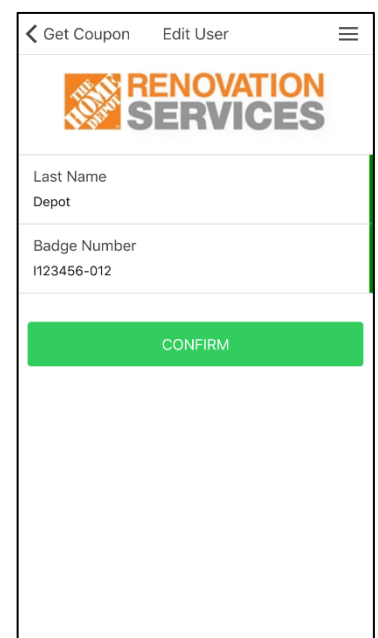 Get Coupon Edit User
THE HOME DEPOT
RENOVATION
SERVICES
Last Name
Depot
Badge Number
I123456-012
CONFIRM